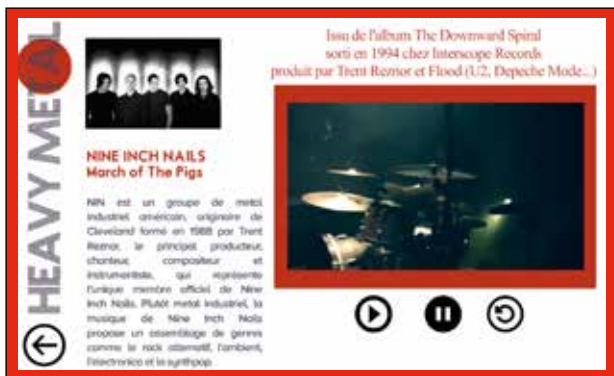 HEAVY METAL
NINE INCH NAILS
March of The Pigs
NIN est un groupe de metal
industriel américain, originaire de
Cleveland formé en 1988 par Trent
Reznor, le principal producteur,
chanteur, compositeur et
instrumentiste, qui représente
l'unique membre officiel de Nine
Inch Nails. Plutôt metal industriel, la
musique de Nine Inch Nails
propose un assemblage de genres
comme le rock alternatif, l'ambient,
l'electronica et la synthpop.
Issu de l'album The Downward Spiral
sorti en 1994 chez Interscope Records
produit par Trent Reznor et Flood (U2, Depeche Mode...)